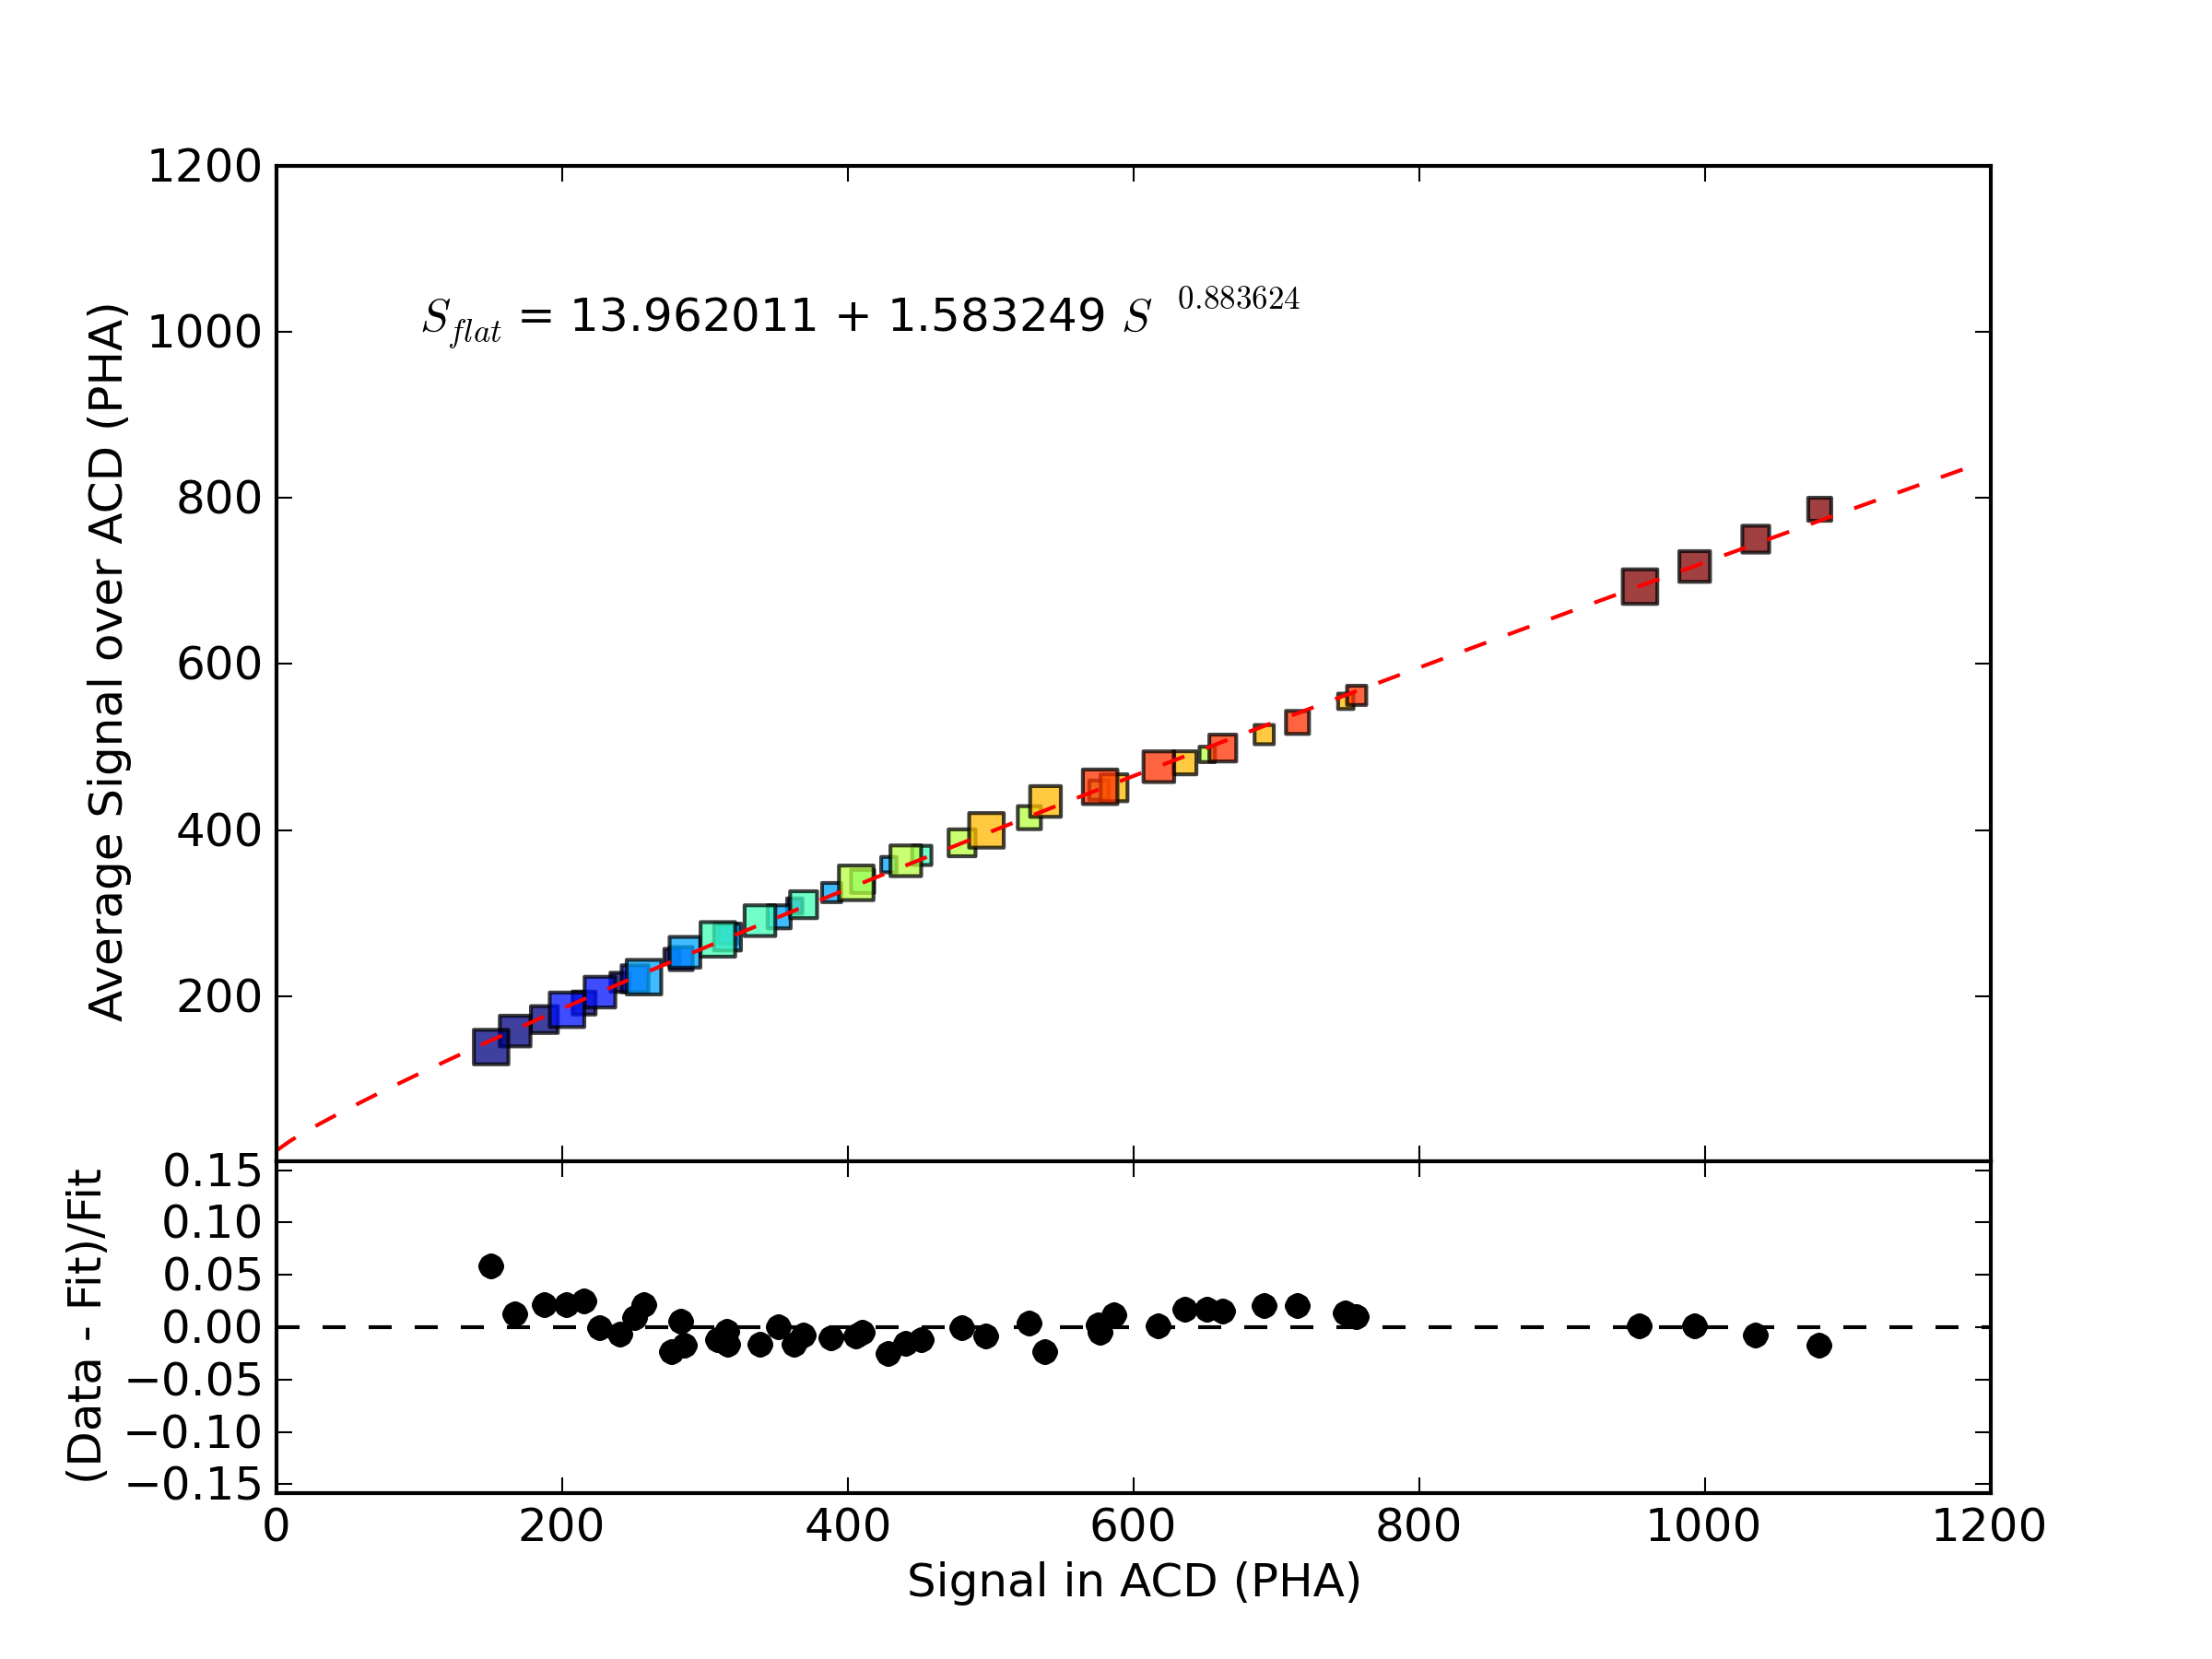 1200
1000
800
600
400
200
Average Signal over ACD (PHA)
S_flat = 13.962011 + 1.583249 S^0.883624
0.15
0.10
0.05
0.00
−0.05
−0.10
−0.15
(Data - Fit)/Fit
0 200 400 600 800 1000 1200
Signal in ACD (PHA)